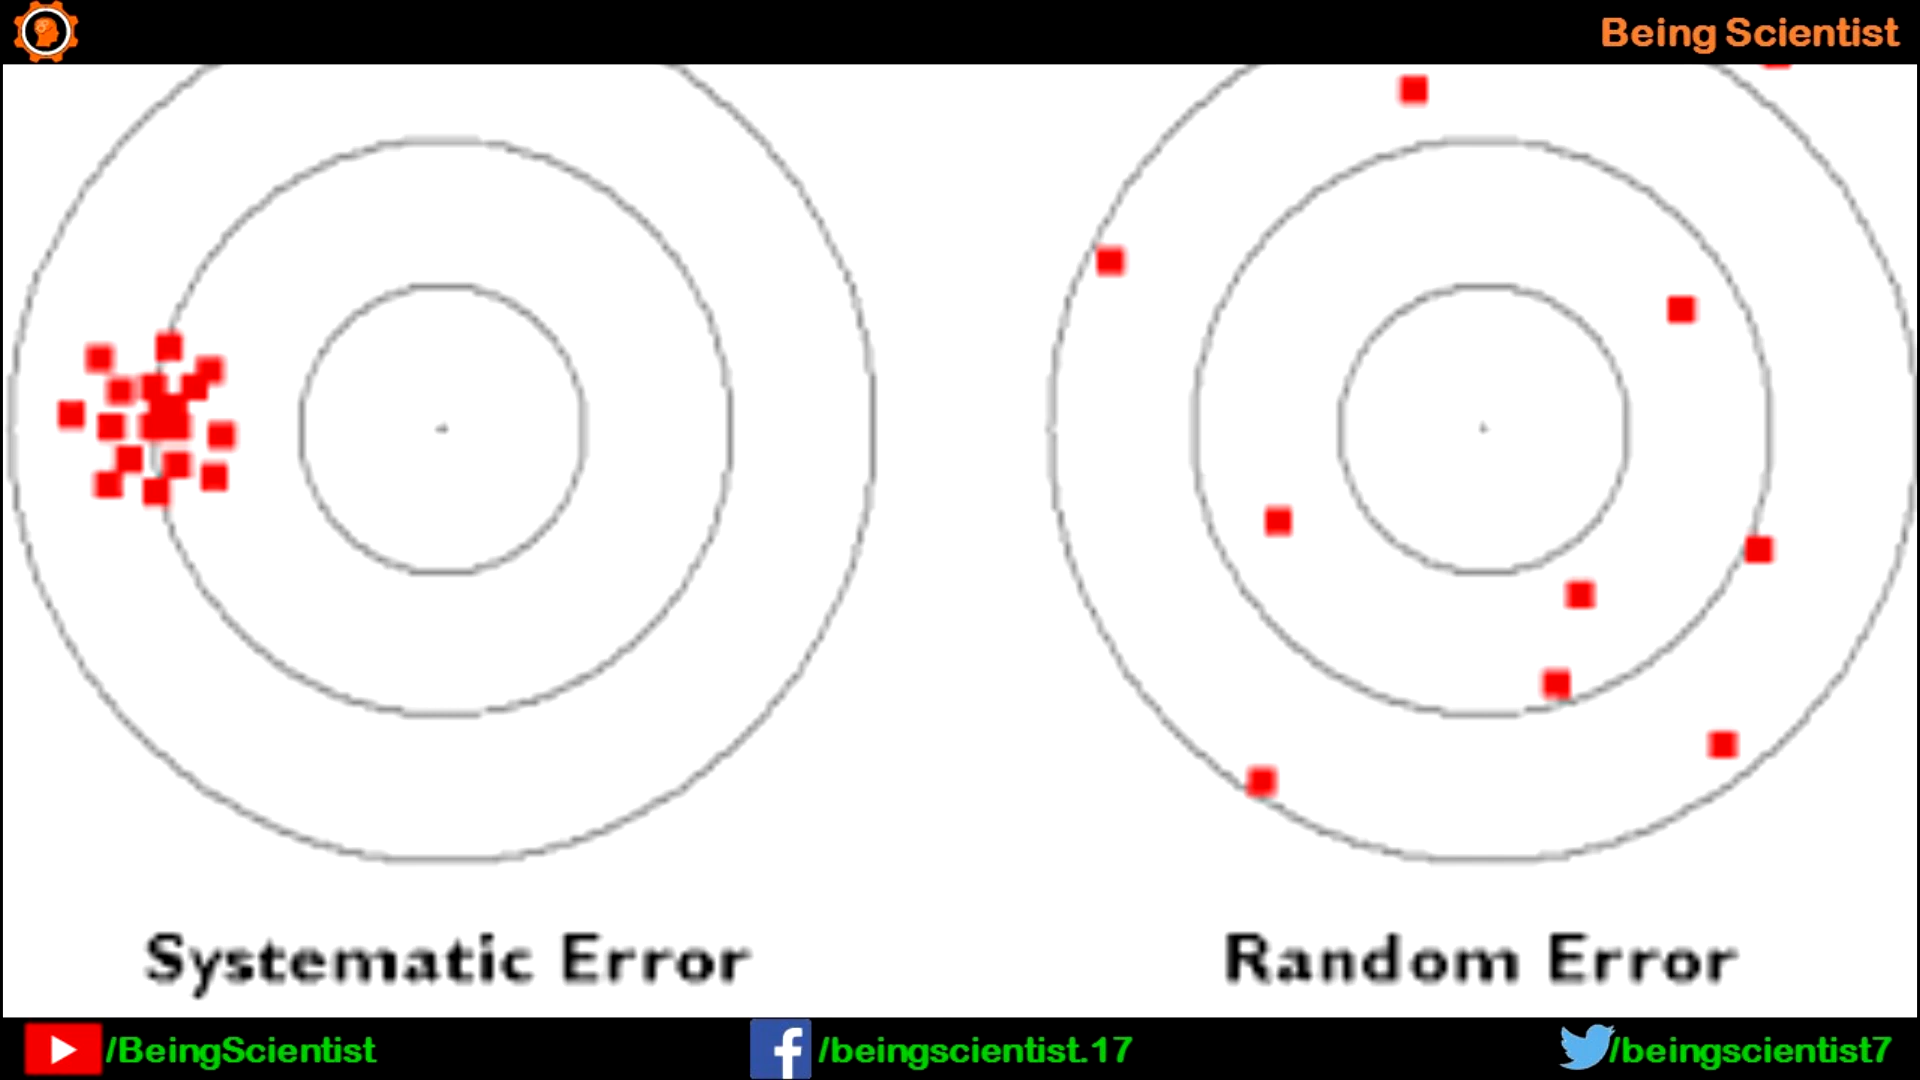 Being Scientist
Systematic Error
Random Error
/BeingScientist
/beingscientist.17
/beingscientist7